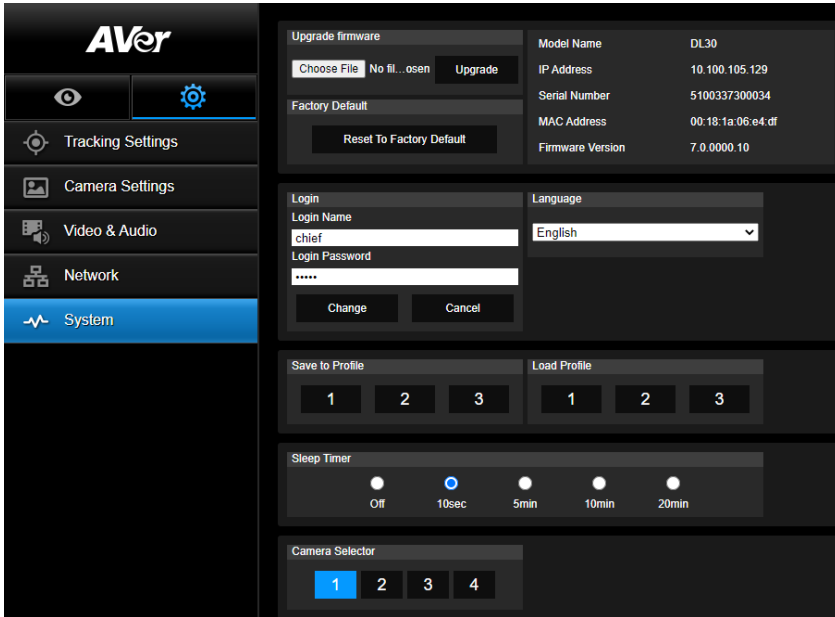 AVer
Tracking Settings
Camera Settings
Video & Audio
Network
System
Upgrade firmware
Choose File No fil...osen Upgrade
Factory Default
Reset To Factory Default
Model Name DL30
IP Address 10.100.105.129
Serial Number 5100337300034
MAC Address 00:18:1a:06:e4:df
Firmware Version 7.0.0000.10
Login
Login Name
chief
Login Password
•••••
Change Cancel
Language
English
Save to Profile
1 2 3
Load Profile
1 2 3
Sleep Timer
Off 10sec 5min 10min 20min
Camera Selector
1 2 3 4